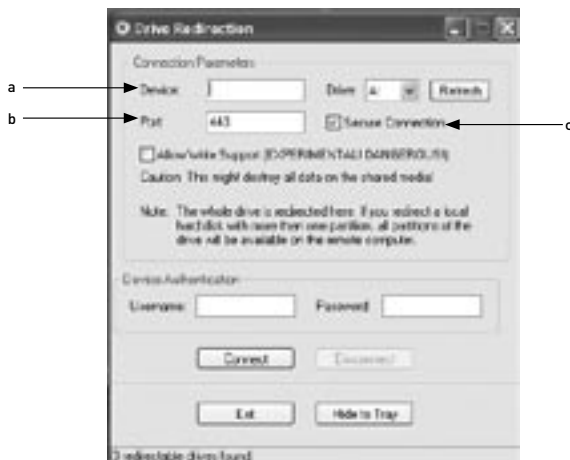 Drive Redirection
Connection Parameters
a Device: Drive: A: Refresh
b Port: 443 Secure Connection
Allow Write Support (EXPERIMENTAL! DANGEROUS!!)
Caution: This might destroy all data on the shared media!
Note: The whole drive is redirected here. If you redirect a local
hard disk with more than one partition, all partitions of the
drive will be available on the remote computer.
Device Authentication
Username: Password:
Connect Disconnect
Exit Hide to Tray
redirectable drives found.